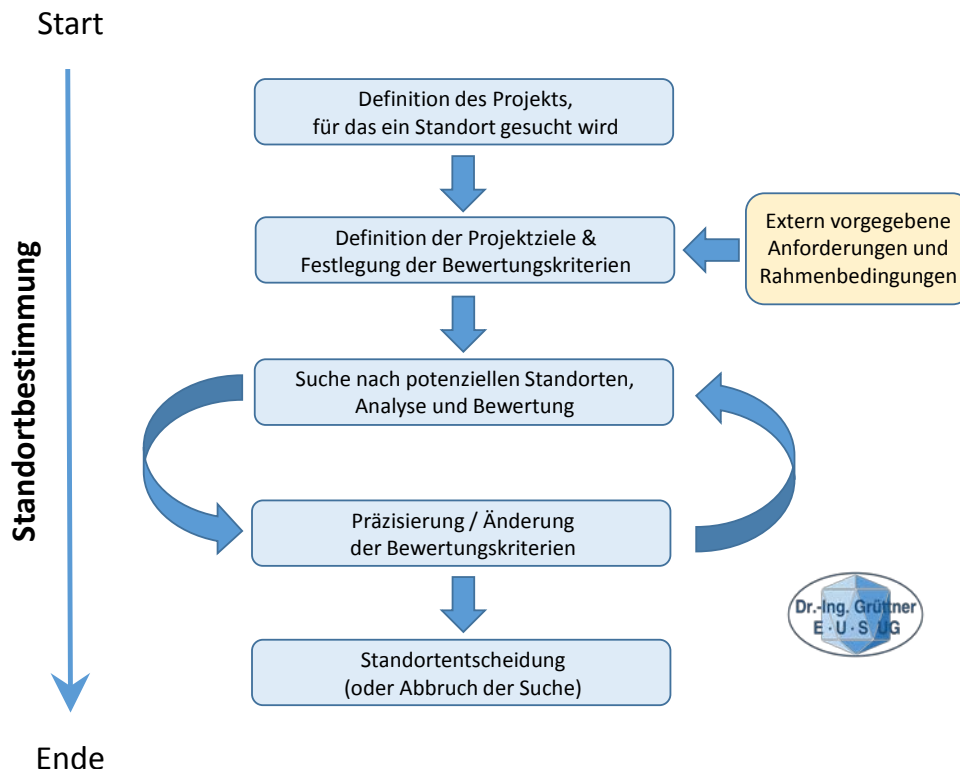 Start
Standortbestimmung
Definition des Projekts,
für das ein Standort gesucht wird
Definition der Projektziele &
Festlegung der Bewertungskriterien
Extern vorgegebene
Anforderungen und
Rahmenbedingungen
Suche nach potenziellen Standorten,
Analyse und Bewertung
Präzisierung / Änderung
der Bewertungskriterien
Dr.-Ing. Grüttner
E · U · S UG
Standortentscheidung
(oder Abbruch der Suche)
Ende